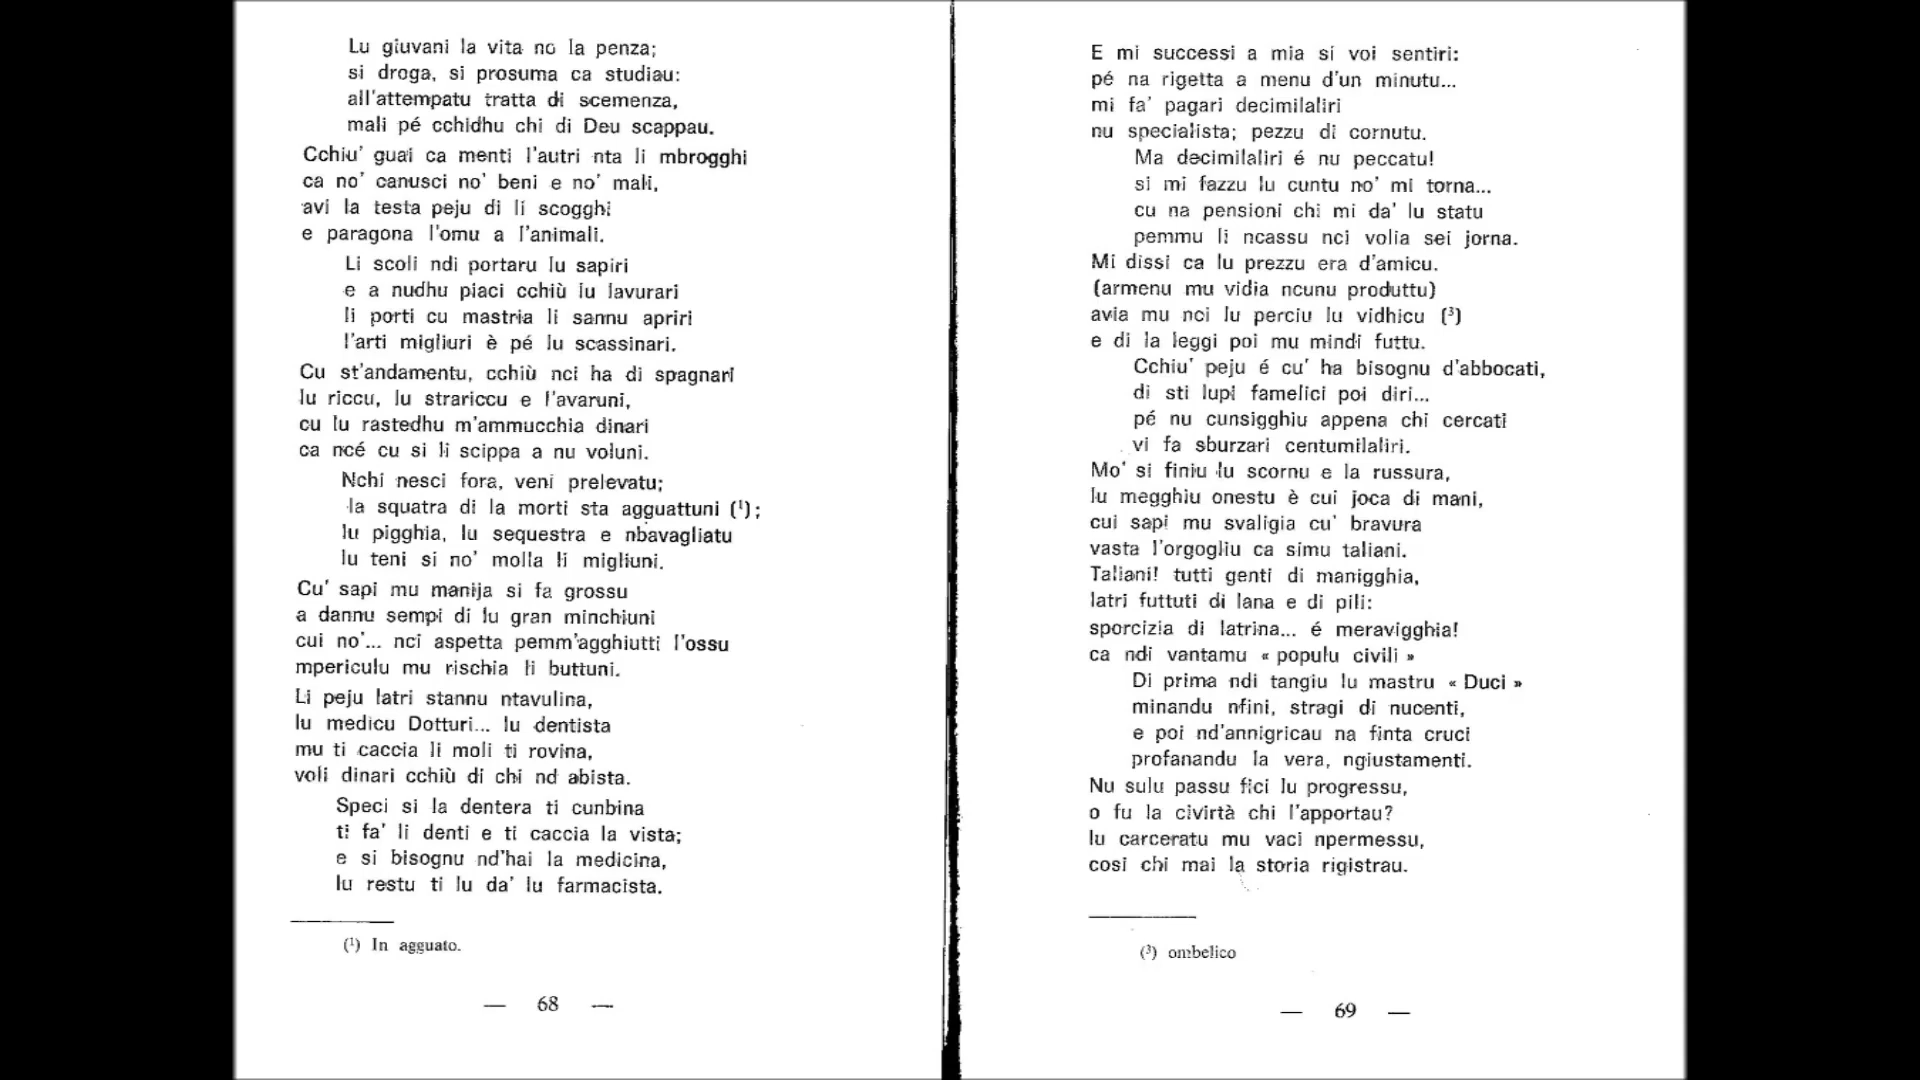 Lu giuvani la vita no la penza;
si droga, si prosuma ca studiau:
all'attempatu tratta di scemenza,
mali pé cchidhu chi di Deu scappau.
Cchiu' guai ca menti l'autri nta li mbrogghi
ca no' canusci no' beni e no' mali,
avi la testa peju di li scogghi
e paragona l'omu a l'animali.
Li scoli ndi portaru lu sapiri
e a nudhu piaci cchiù lu lavurari
li porti cu mastria li sannu apriri
l'arti migliuri è pé lu scassinari.
Cu st'andamentu, cchiù nci ha di spagnari
lu riccu, lu strariccu e l'avaruni,
cu lu rastedhu m'ammucchia dinari
ca ncé cu si li scippa a nu voluni.
Nchi nesci fora, veni prelevatu;
la squatra di la morti sta agguattuni (¹);
lu pigghia, lu sequestra e nbavagliatu
lu teni si no' molla li migliuni.
Cu' sapi mu manija si fa grossu
a dannu sempi di lu gran minchiuni
cui no'... nci aspetta pemm'agghiutti l'ossu
mpericulu mu rischia li buttuni.
Li peju latri stannu ntavulina,
lu medicu Dotturi... lu dentista
mu ti caccia li moli ti rovina,
voli dinari cchiù di chi nd abista.
Speci si la dentera ti cunbina
ti fa' li denti e ti caccia la vista;
e si bisognu nd'hai la medicina,
lu restu ti lu da' lu farmacista.
(¹) In agguato.
— 68 —
E mi successi a mia si voi sentiri:
pé na rigetta a menu d'un minutu...
mi fa' pagari decimilaliri
nu specialista; pezzu di cornutu.
Ma decimilaliri é nu peccatu!
si mi fazzu lu cuntu no' mi torna...
cu na pensioni chi mi da' lu statu
pemmu li ncassu nci volia sei jorna.
Mi dissi ca lu prezzu era d'amicu.
(armenu mu vidia ncunu produttu)
avia mu nci lu perciu lu vidhicu (³)
e di la leggi poi mu mindi futtu.
Cchiu' peju é cu' ha bisognu d'abbocati,
di sti lupi famelici poi diri...
pé nu cunsigghiu appena chi cercati
vi fa sburzari centumilaliri.
Mo' si finiu lu scornu e la russura,
lu megghiu onestu è cui joca di mani,
cui sapi mu svaligia cu' bravura
vasta l'orgogliu ca simu taliani.
Taliani! tutti genti di manigghia,
latri futtuti di lana e di pili:
sporcizia di latrina... é meravigghia!
ca ndi vantamu « populu civili »
Di prima ndi tangiu lu mastru « Duci »
minandu nfini, stragi di nucenti,
e poi nd'annigricau na finta cruci
profanandu la vera, ngiustamenti.
Nu sulu passu fici lu progressu,
o fu la civirtà chi l'apportau?
lu carceratu mu vaci npermessu,
cosi chi mai la storia rigistrau.
(³) ombelico
— 69 —